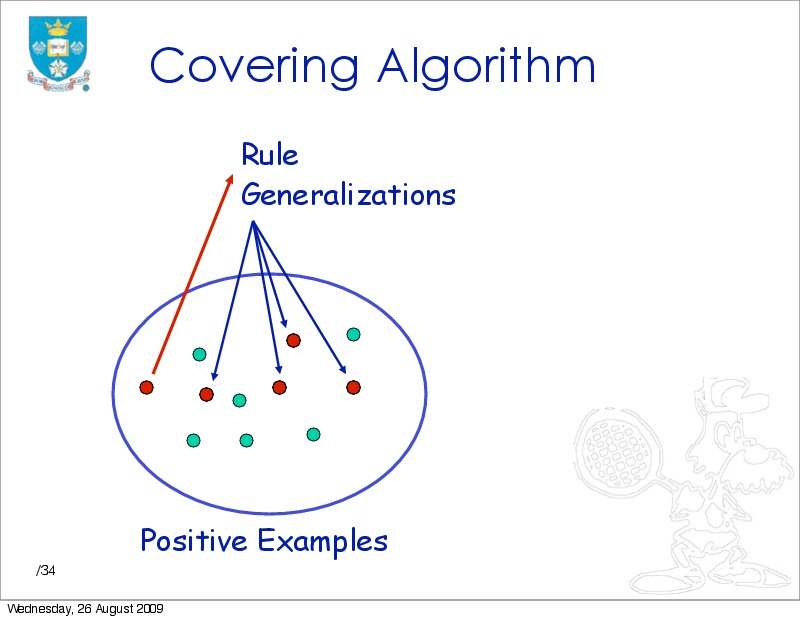 Covering Algorithm
Rule
Generalizations
Positive Examples
/34
Wednesday, 26 August 2009